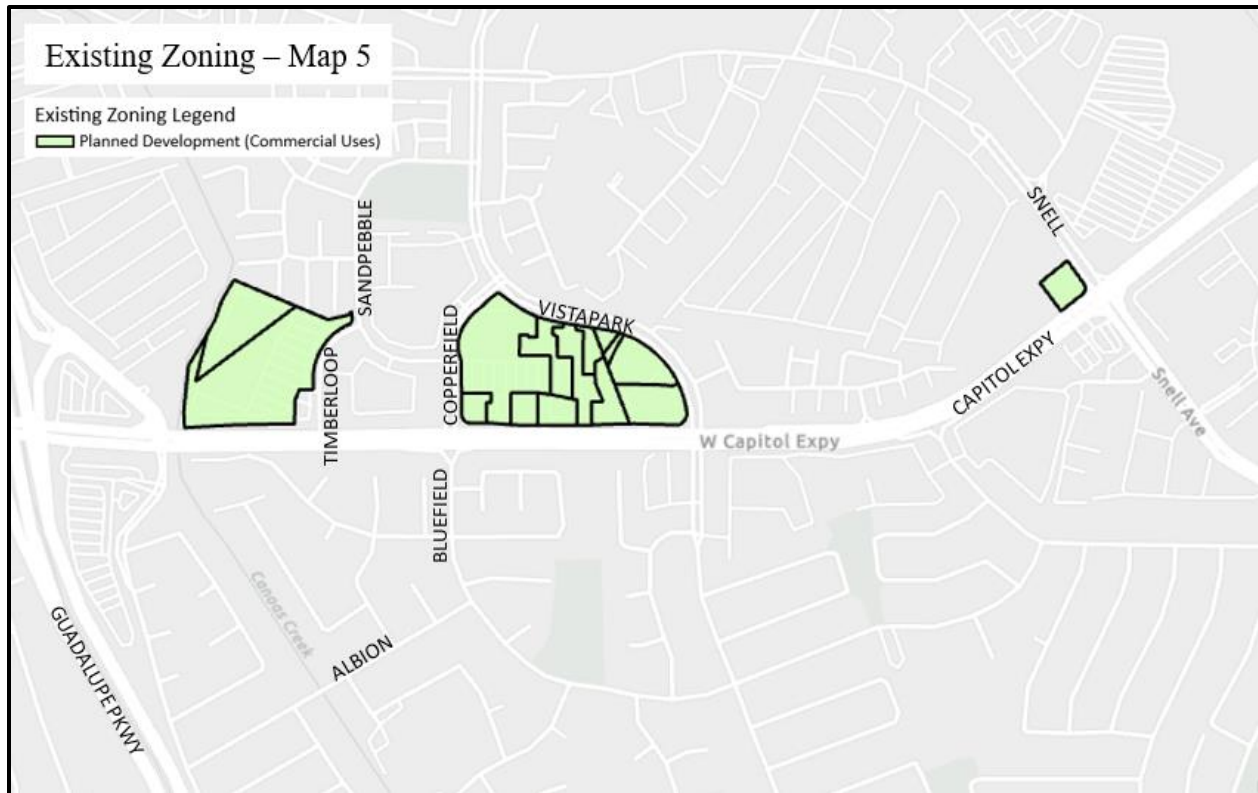 Existing Zoning – Map 5
Existing Zoning Legend
Planned Development (Commercial Uses)
SNELL
SANDPEBBLE
VISTAPARK
COPPERFIELD
TIMBERLOOP
CAPITOL EXPY
Snell Ave
W Capitol Expy
BLUEFIELD
Canoas Creek
ALBION
GUADALUPE PKWY